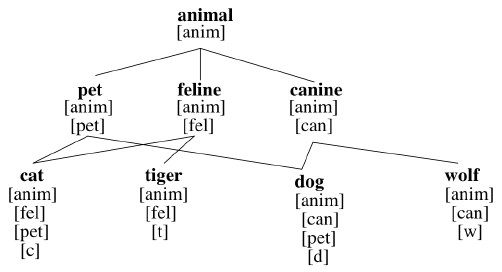 animal
[anim]
pet feline canine
[anim] [anim] [anim]
[pet] [fel] [can]
cat tiger dog wolf
[anim] [anim] [anim] [anim]
[fel] [fel] [can] [can]
[pet] [t] [pet] [w]
[c] [d]